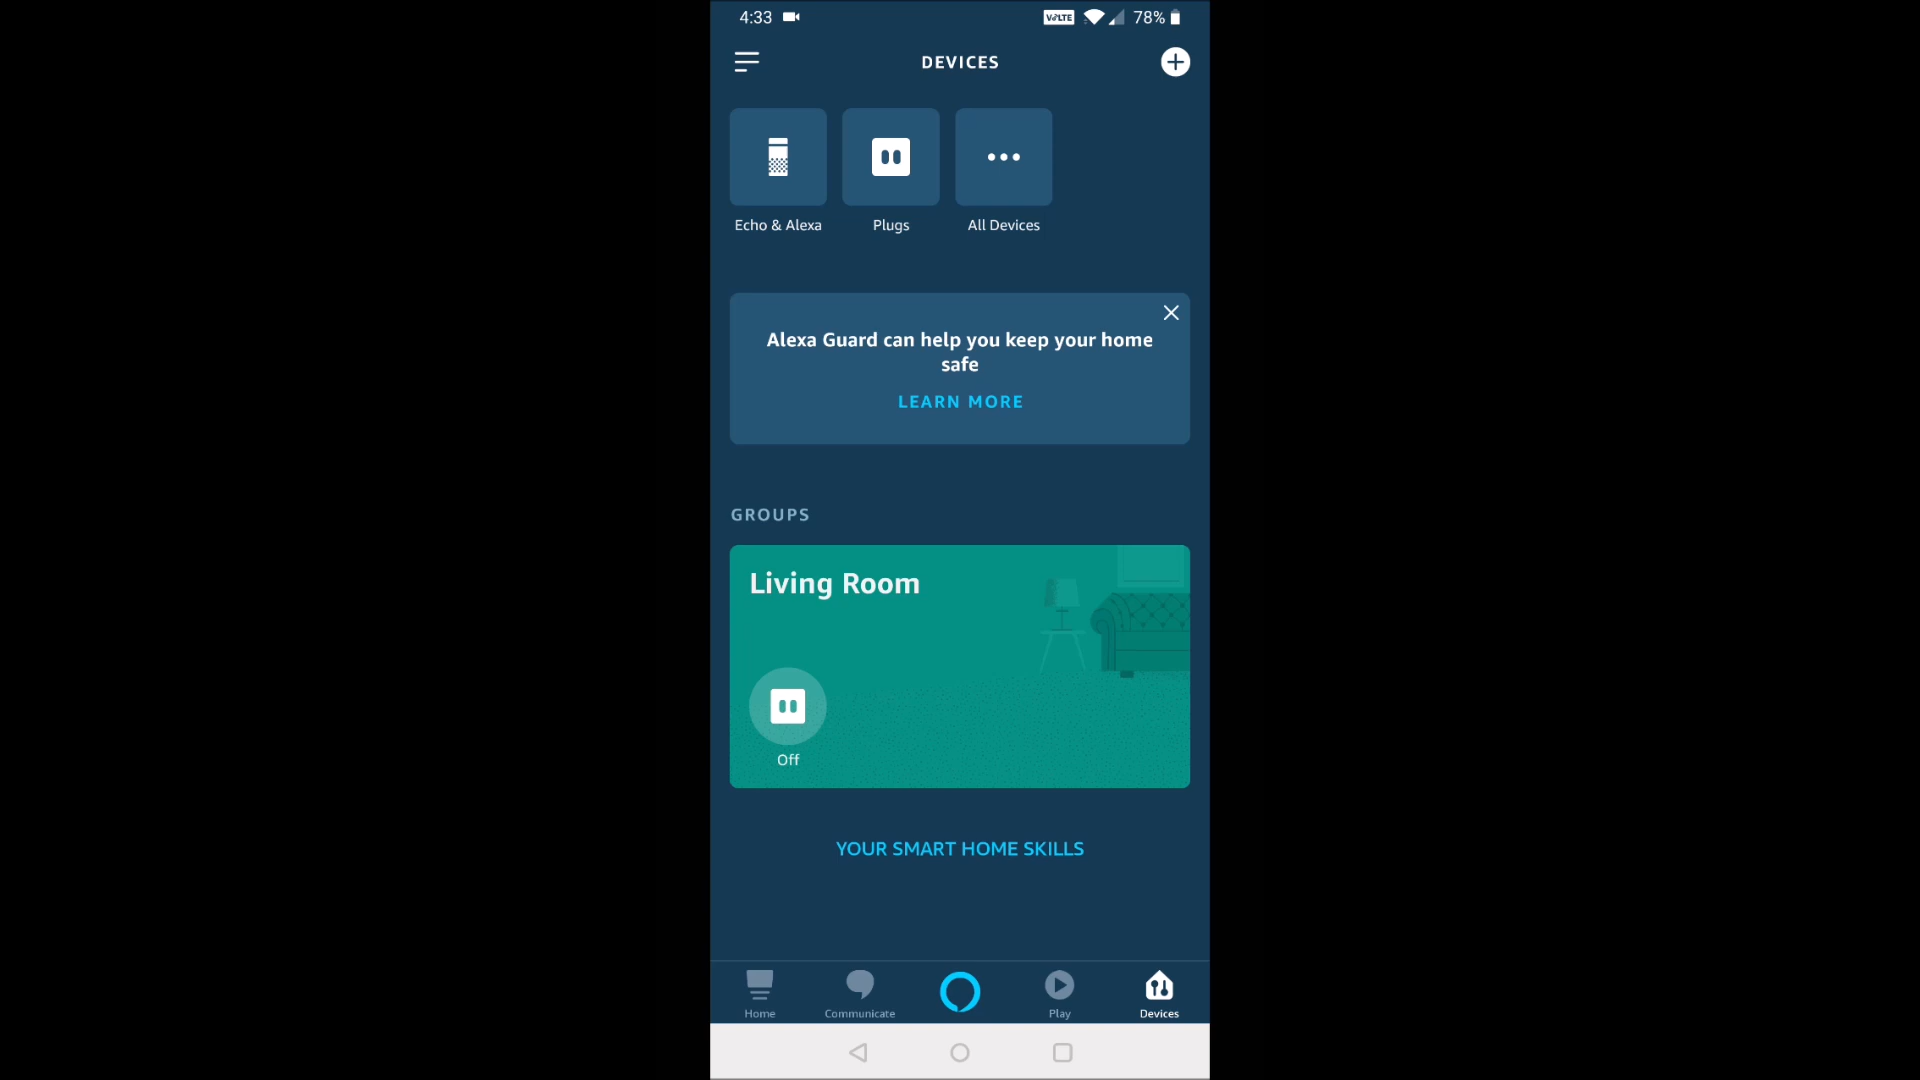 4:33
VoLTE 78%
DEVICES
Echo & Alexa
Plugs
All Devices
Alexa Guard can help you keep your home
safe
LEARN MORE
GROUPS
Living Room
Off
YOUR SMART HOME SKILLS
Home
Communicate
Play
Devices